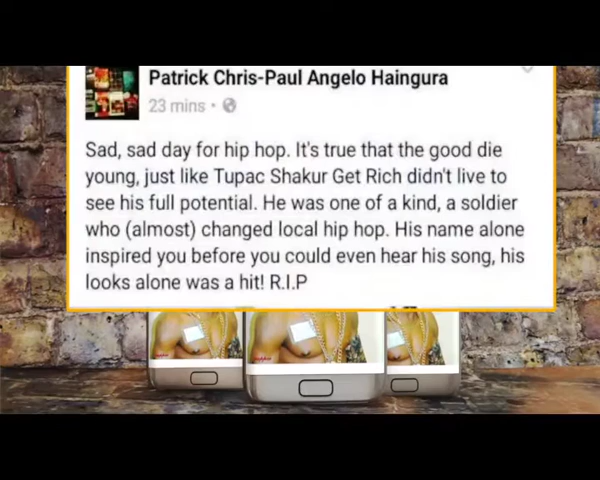 Patrick Chris-Paul Angelo Haingura
23 mins ·
Sad, sad day for hip hop. It's true that the good die
young, just like Tupac Shakur Get Rich didn't live to
see his full potential. He was one of a kind, a soldier
who (almost) changed local hip hop. His name alone
inspired you before you could even hear his song, his
looks alone was a hit! R.I.P